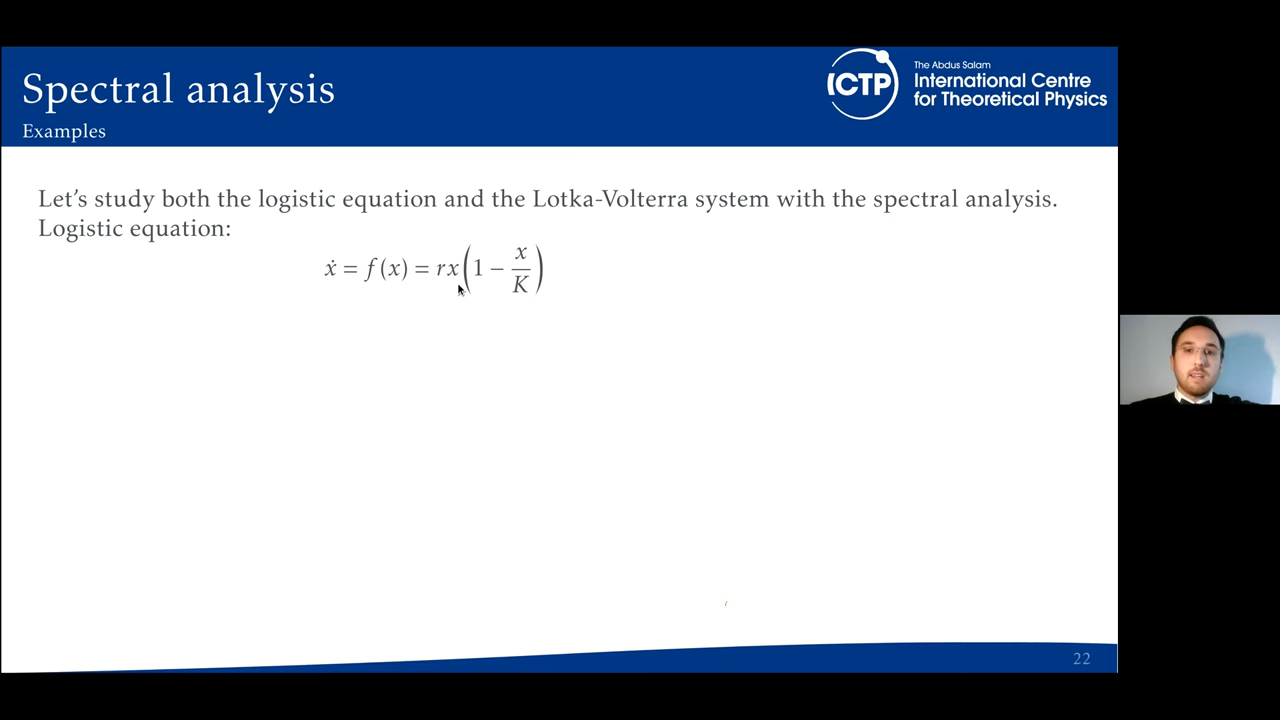 Spectral analysis
Examples
ICTP
The Abdus Salam
International Centre
for Theoretical Physics
Let's study both the logistic equation and the Lotka-Volterra system with the spectral analysis.
Logistic equation:
ẋ = f(x) = rx(1 − x/K)
22